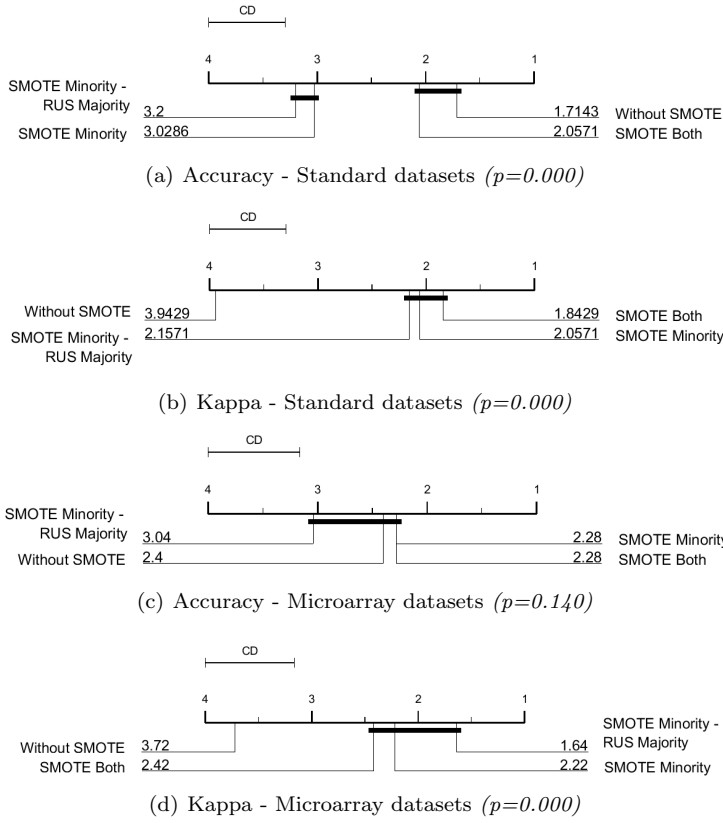 CD
4 3 2 1
SMOTE Minority -
RUS Majority
3.2
1.7143
Without SMOTE
SMOTE Minority
3.0286
2.0571
SMOTE Both
(a) Accuracy - Standard datasets (p=0.000)
CD
4 3 2 1
Without SMOTE
3.9429
1.8429
SMOTE Both
SMOTE Minority -
RUS Majority
2.1571
2.0571
SMOTE Minority
(b) Kappa - Standard datasets (p=0.000)
CD
4 3 2 1
SMOTE Minority -
RUS Majority
3.04
2.28
SMOTE Minority
Without SMOTE
2.4
2.28
SMOTE Both
(c) Accuracy - Microarray datasets (p=0.140)
CD
4 3 2 1
Without SMOTE
3.72
1.64
SMOTE Minority -
RUS Majority
SMOTE Both
2.42
2.22
SMOTE Minority
(d) Kappa - Microarray datasets (p=0.000)